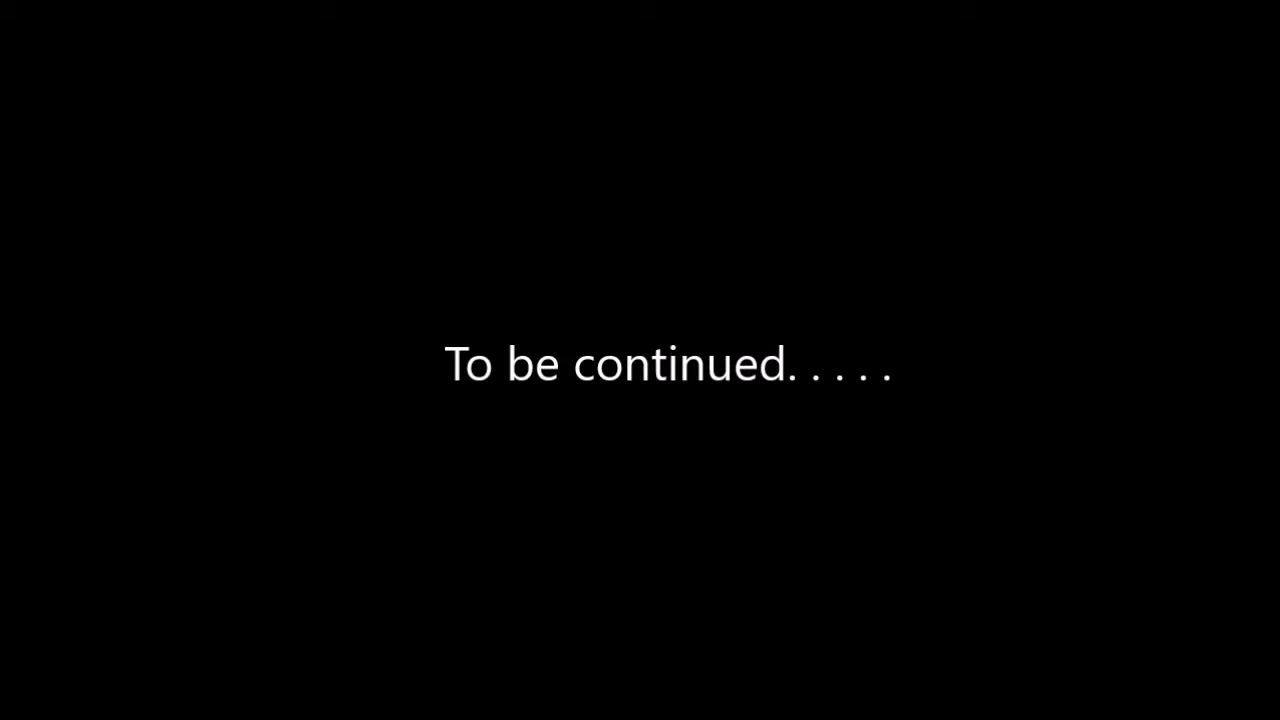 To be continued. . . . .